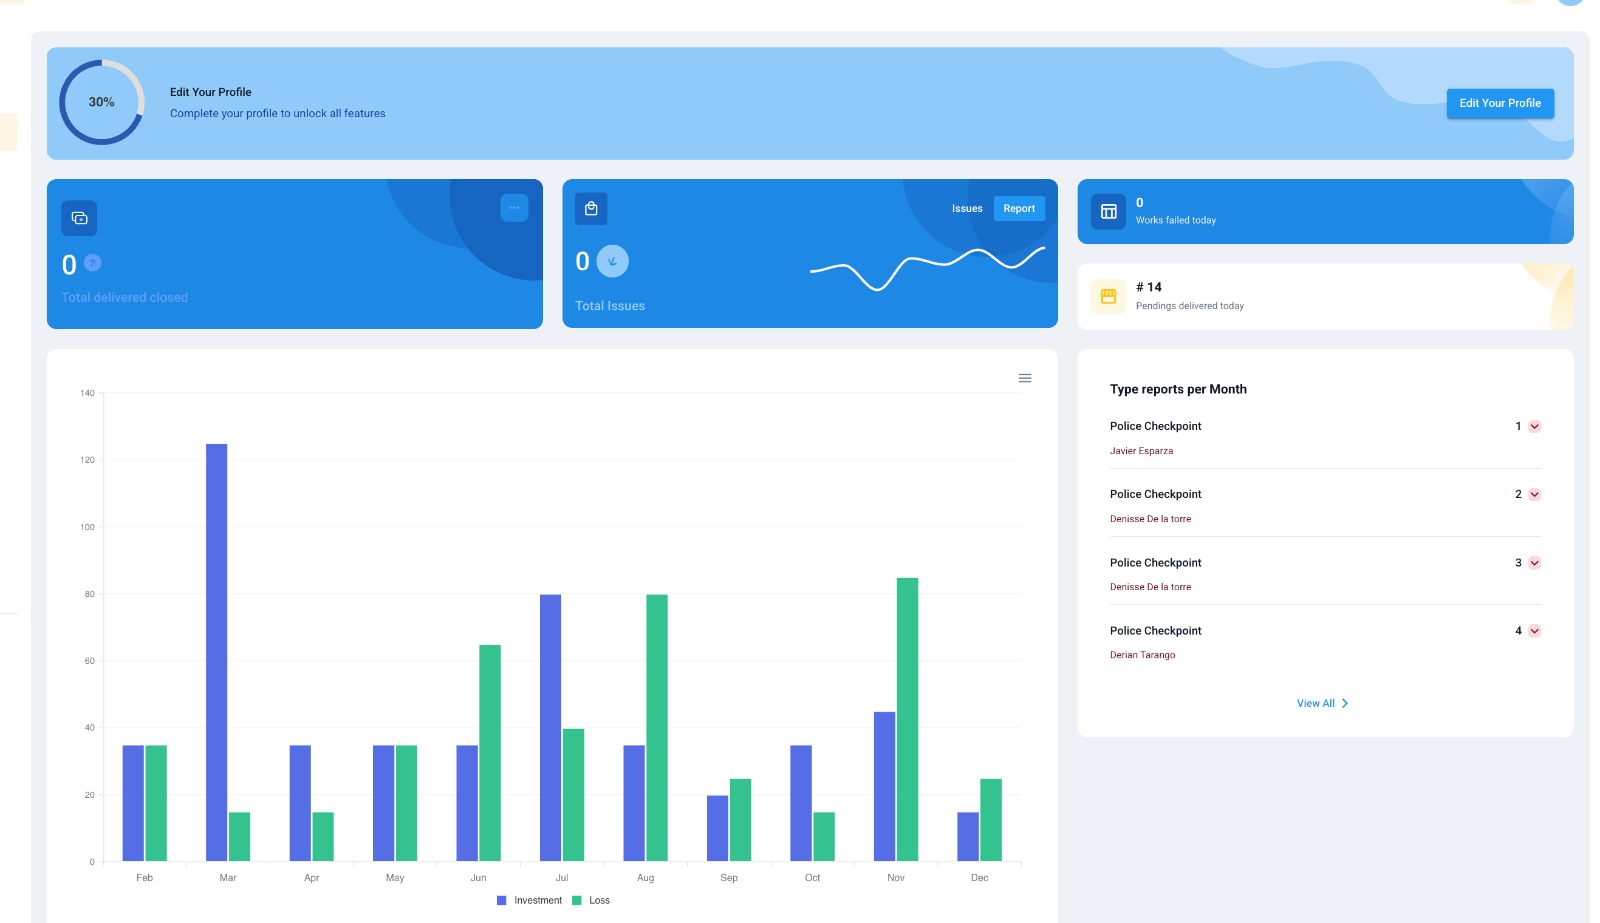 30%
Edit Your Profile
Complete your profile to unlock all features
Edit Your Profile
0
Total delivered closed
Issues
Report
0
Total Issues
0
Works failed today
# 14
Pendings delivered today
140
120
100
80
60
40
20
0
Feb Mar Apr May Jun Jul Aug Sep Oct Nov Dec
Investment Loss
Type reports per Month
Police Checkpoint 1
Javier Esparza
Police Checkpoint 2
Denisse De la torre
Police Checkpoint 3
Denisse De la torre
Police Checkpoint 4
Derian Tarango
View All